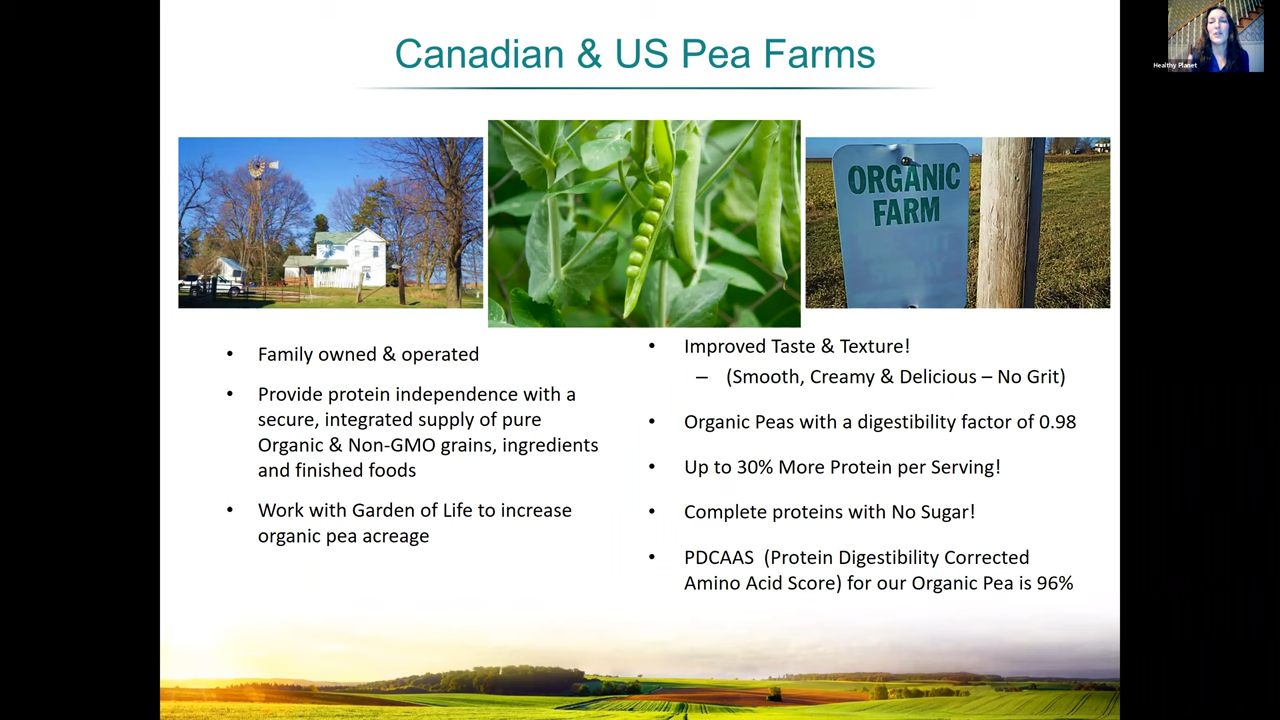 Canadian & US Pea Farms
Healthy Planet
ORGANIC
FARM
• Family owned & operated
• Provide protein independence with a
secure, integrated supply of pure
Organic & Non-GMO grains, ingredients
and finished foods
• Work with Garden of Life to increase
organic pea acreage
• Improved Taste & Texture!
– (Smooth, Creamy & Delicious – No Grit)
• Organic Peas with a digestibility factor of 0.98
• Up to 30% More Protein per Serving!
• Complete proteins with No Sugar!
• PDCAAS (Protein Digestibility Corrected
Amino Acid Score) for our Organic Pea is 96%